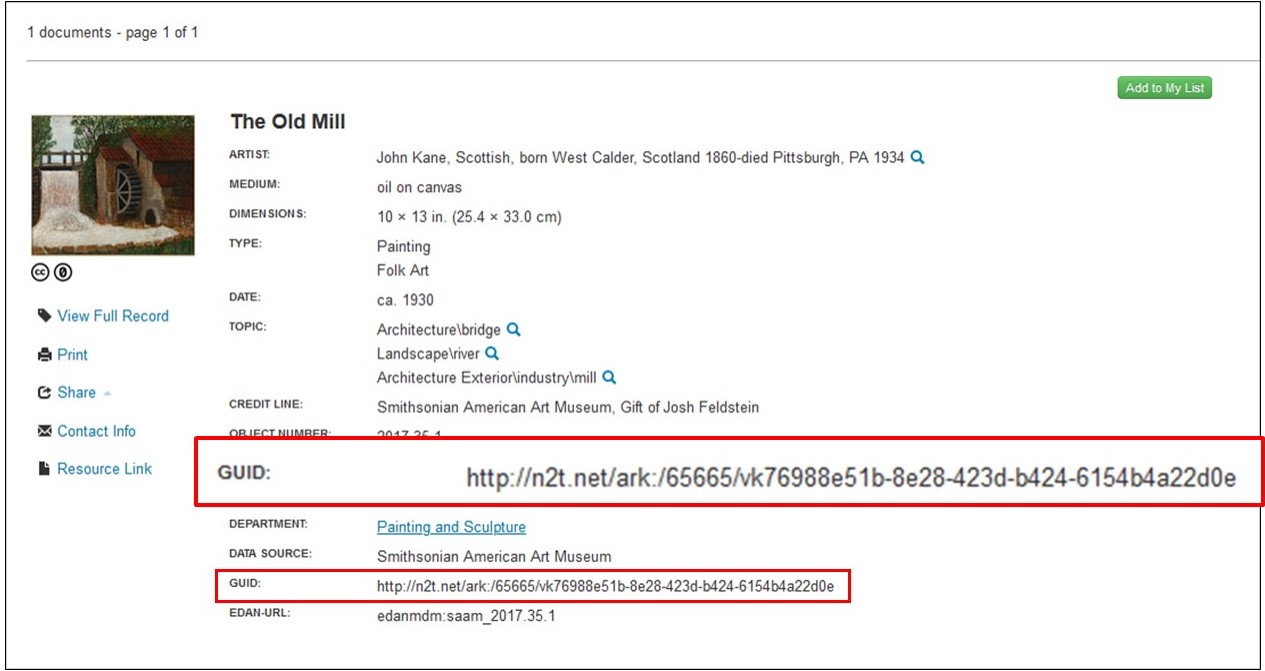 1 documents - page 1 of 1
Add to My List
The Old Mill
ARTIST: John Kane, Scottish, born West Calder, Scotland 1860-died Pittsburgh, PA 1934
MEDIUM: oil on canvas
DIMENSIONS: 10 × 13 in. (25.4 × 33.0 cm)
TYPE: Painting
Folk Art
DATE: ca. 1930
TOPIC: Architecture\bridge
Landscape\river
Architecture Exterior\industry\mill
CREDIT LINE: Smithsonian American Art Museum, Gift of Josh Feldstein
OBJECT NUMBER: 2017.35.1
GUID: http://n2t.net/ark:/65665/vk76988e51b-8e28-423d-b424-6154b4a22d0e
DEPARTMENT: Painting and Sculpture
DATA SOURCE: Smithsonian American Art Museum
GUID: http://n2t.net/ark:/65665/vk76988e51b-8e28-423d-b424-6154b4a22d0e
EDAN-URL: edanmdm:saam_2017.35.1
cc 0
View Full Record
Print
Share
Contact Info
Resource Link